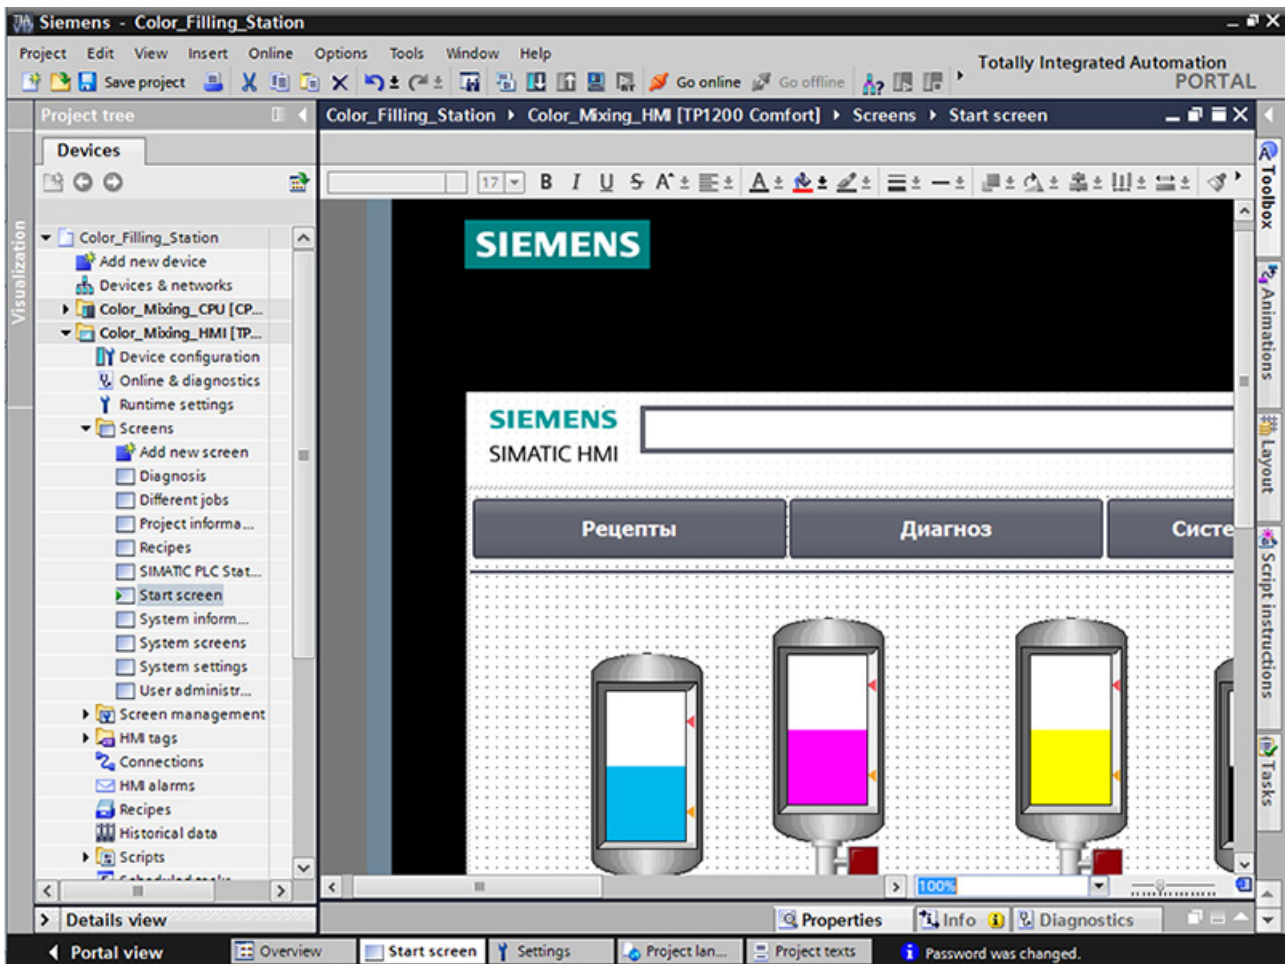 Siemens - Color_Filling_Station
Project Edit View Insert Online Options Tools Window Help
Totally Integrated Automation
PORTAL
Save project Go online Go offline
Project tree
Color_Filling_Station Color_Mixing_HMI [TP1200 Comfort] Screens Start screen
Devices
17 B I U S A A
Visualization
Color_Filling_Station
Add new device
Devices & networks
Color_Mixing_CPU [CP...
Color_Mixing_HMI [TP...
Device configuration
Online & diagnostics
Runtime settings
Screens
Add new screen
Diagnosis
Different jobs
Project informa...
Recipes
SIMATIC PLC Stat...
Start screen
System inform...
System screens
System settings
User administr...
Screen management
HMI tags
Connections
HMI alarms
Recipes
Historical data
Scripts
SIEMENS
SIEMENS
SIMATIC HMI
Рецепты Диагноз Систе
Toolbox
Animations
Layout
Script instructions
Tasks
100%
Details view
Properties Info Diagnostics
Portal view Overview Start screen Settings Project lan... Project texts Password was changed.